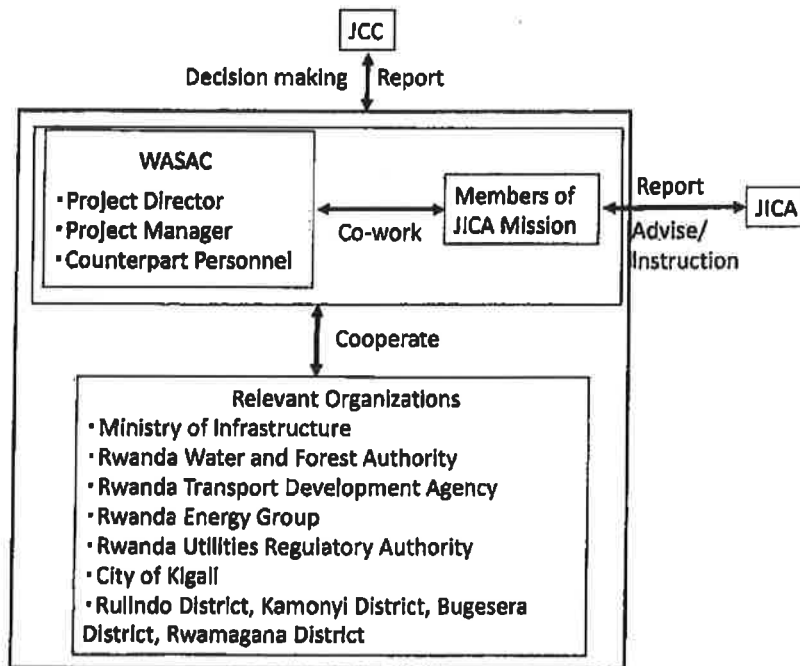 JCC
Decision making Report
WASAC
・Project Director
・Project Manager
・Counterpart Personnel
Co-work
Members of
JICA Mission
Report
Advise/
Instruction
JICA
Cooperate
Relevant Organizations
・Ministry of Infrastructure
・Rwanda Water and Forest Authority
・Rwanda Transport Development Agency
・Rwanda Energy Group
・Rwanda Utilities Regulatory Authority
・City of Kigali
・Rulindo District, Kamonyi District, Bugesera
District, Rwamagana District